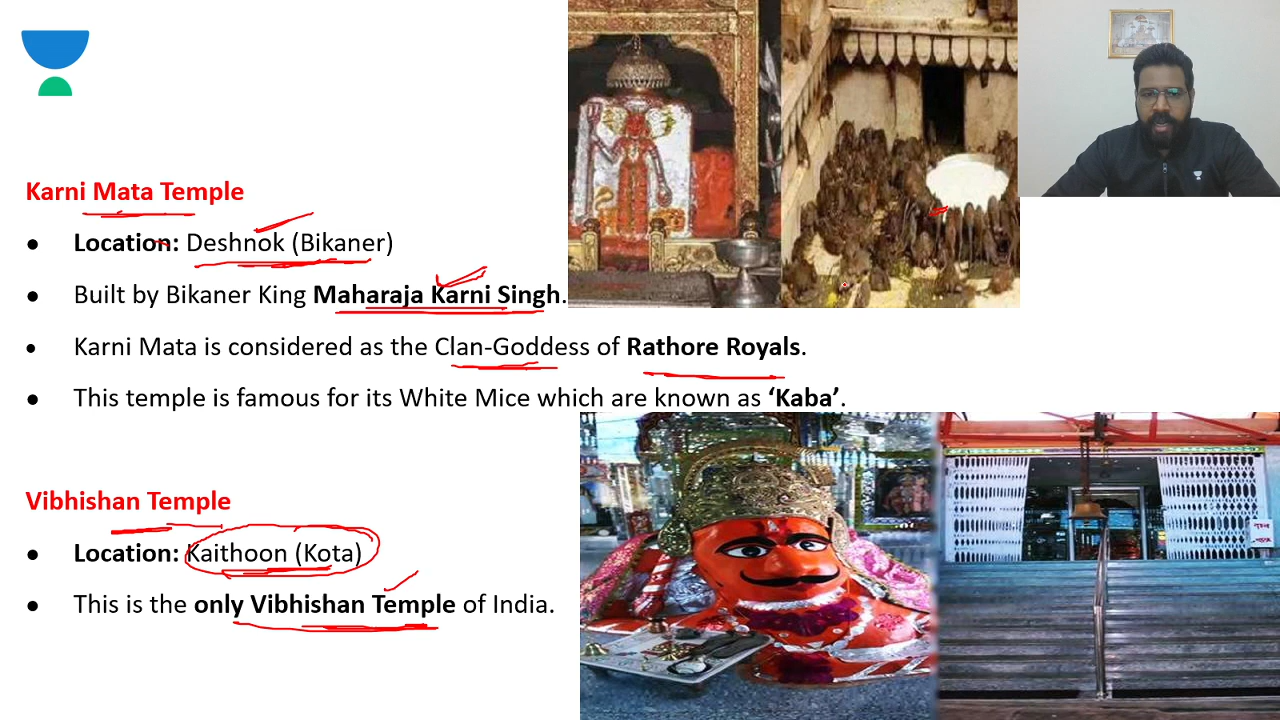 Karni Mata Temple
● Location: Deshnok (Bikaner)
● Built by Bikaner King Maharaja Karni Singh.
● Karni Mata is considered as the Clan-Goddess of Rathore Royals.
● This temple is famous for its White Mice which are known as ‘Kaba’.
Vibhishan Temple
● Location: Kaithoon (Kota)
● This is the only Vibhishan Temple of India.